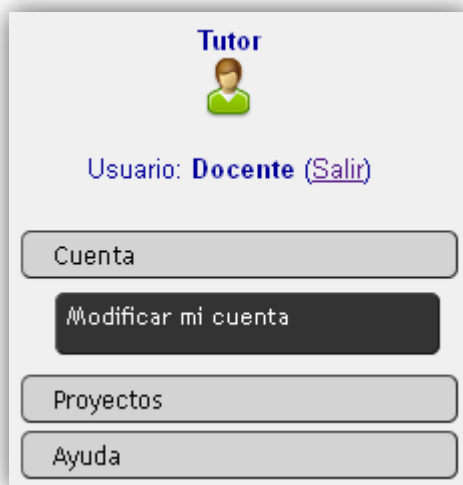 Tutor
Usuario: Docente (Salir)
Cuenta
Modificar mi cuenta
Proyectos
Ayuda